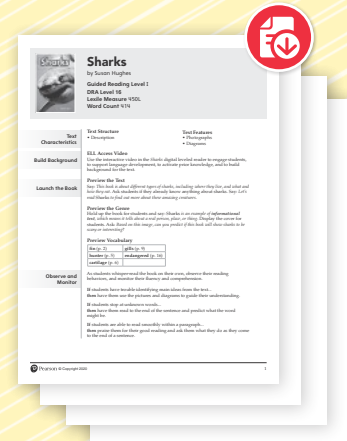 Sharks
Sharks
by Susan Hughes
Guided Reading Level I
DRA Level 16
Lexile Measure 450L
Word Count 414
Text
Characteristics
Text Structure
• Description
Text Features
• Photographs
• Diagrams
Build Background
ELL Access Video
Use the interactive video in the Sharks digital leveled reader to engage students,
to support language development, to activate prior knowledge, and to build
background for the text.
Launch the Book
Preview the Text
Say: This book is about different types of sharks, including where they live, and what and
how they eat. Ask students if they already know anything about sharks. Say: Let's
read Sharks to find out more about these amazing creatures.
Preview the Genre
Hold up the book for students and say: Sharks is an example of informational
text, which means it tells about a real person, place, or thing. Display the cover for
students. Ask: Based on this image, can you predict if this book will show sharks to be
scary or interesting?
Preview Vocabulary
fin (p. 2)
gills (p. 9)
hunter (p. 5)
endangered (p. 16)
cartilage (p. 6)
Observe and
Monitor
As students whisper-read the book on their own, observe their reading
behaviors, and monitor their fluency and comprehension.
If students have trouble identifying main ideas from the text...
then have them use the pictures and diagrams to guide their understanding.
If students stop at unknown words...
then have them read to the end of the sentence and predict what the word
might be.
If students are able to read smoothly within a paragraph...
then praise them for their good reading and ask them what they do as they come
to the end of a sentence.
Pearson © Copyright 2020
1